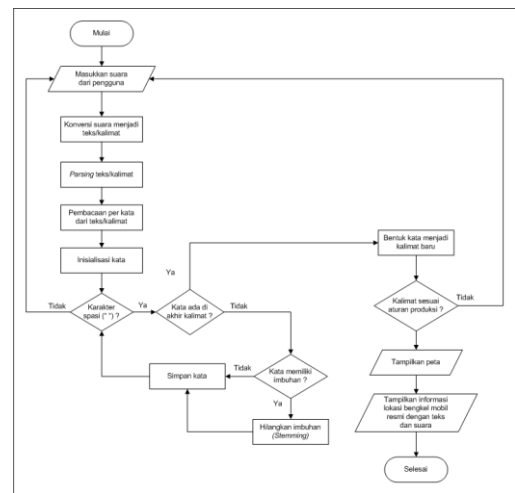 Mulai
Masukkan suara
dari pengguna
Konversi suara menjadi
teks/kalimat
Parsing teks/kalimat
Pembacaan per kata
dari teks/kalimat
Inisialisasi kata
Tidak
Karakter
spasi (" ") ?
Ya
Kata ada di
akhir kalimat ?
Ya
Tidak
Kata memiliki
imbuhan ?
Tidak
Simpan kata
Ya
Hilangkan imbuhan
(Stemming)
Bentuk kata menjadi
kalimat baru
Kalimat sesuai
aturan produksi ?
Tidak
Tampilkan peta
Tampilkan informasi
lokasi bengkel mobil
resmi dengan teks
dan suara
Selesai